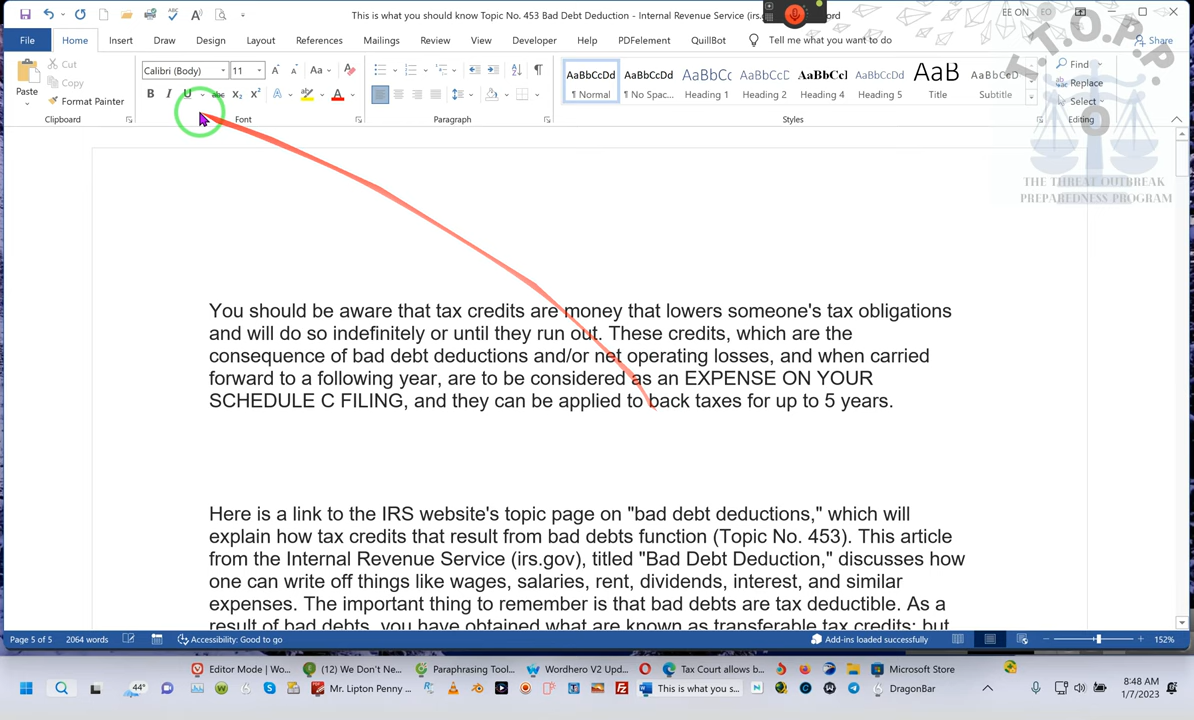 This is what you should know Topic No. 453 Bad Debt Deduction - Internal Revenue Service (irs.
ord
EE ON
EO
File
Home
Insert
Draw
Design
Layout
References
Mailings
Review
View
Developer
Help
PDFelement
QuillBot
Tell me what you want to do
Share
Paste
Cut
Copy
Format Painter
Clipboard
Calibri (Body)
11
Font
Paragraph
AaBbCcDd
¶ Normal
AaBbCcDd
¶ No Spac...
AaBbCc
Heading 1
AaBbCcD
Heading 2
AaBbCcl
Heading 4
AaBbCcDd
Heading 5
AaB
Title
AaBbCcD
Subtitle
Styles
Find
Replace
Select
Editing
T.T.O.P.P.
THE THREAT OUTBREAK
PREPAREDNESS PROGRAM
You should be aware that tax credits are money that lowers someone's tax obligations
and will do so indefinitely or until they run out. These credits, which are the
consequence of bad debt deductions and/or net operating losses, and when carried
forward to a following year, are to be considered as an EXPENSE ON YOUR
SCHEDULE C FILING, and they can be applied to back taxes for up to 5 years.
Here is a link to the IRS website's topic page on "bad debt deductions," which will
explain how tax credits that result from bad debts function (Topic No. 453). This article
from the Internal Revenue Service (irs.gov), titled "Bad Debt Deduction," discusses how
one can write off things like wages, salaries, rent, dividends, interest, and similar
expenses. The important thing to remember is that bad debts are tax deductible. As a
result of bad debts, you have obtained what are known as transferable tax credits; but
Page 5 of 5
2064 words
Accessibility: Good to go
Add-ins loaded successfully
152%
Editor Mode | Wo...
(12) We Don't Ne...
Paraphrasing Tool...
Wordhero V2 Upd...
Tax Court allows b...
Microsoft Store
44°
Mr. Lipton Penny ...
This is what you s...
DragonBar
8:48 AM
1/7/2023